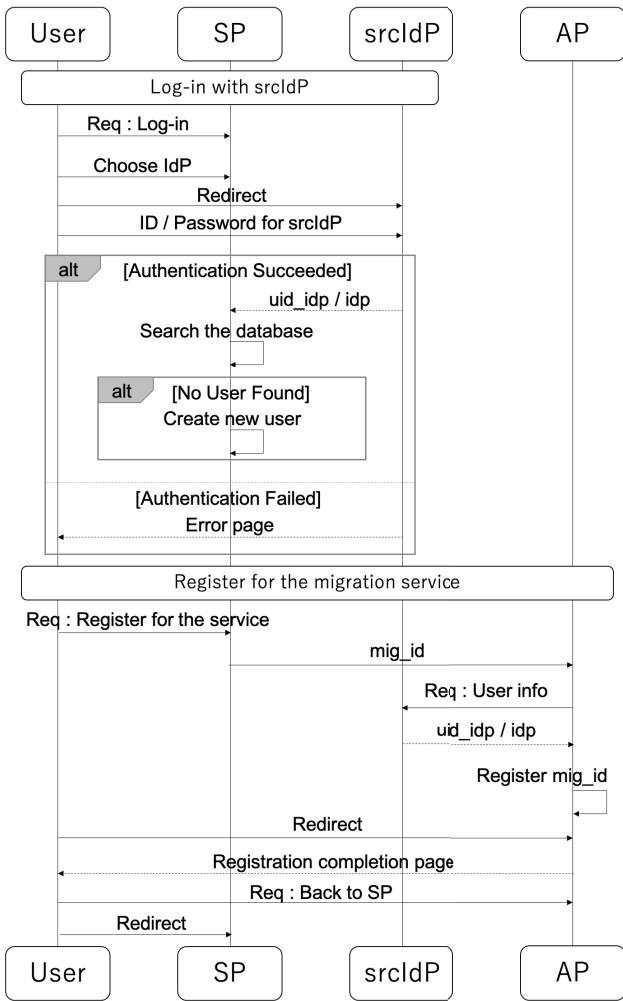 User SP srcIdP AP
Log-in with srcIdP
Req : Log-in
Choose IdP
Redirect
ID / Password for srcIdP
alt [Authentication Succeeded]
uid_idp / idp
Search the database
alt [No User Found]
Create new user
[Authentication Failed]
Error page
Register for the migration service
Req : Register for the service
mig_id
Req : User info
uid_idp / idp
Register mig_id
Redirect
Registration completion page
Req : Back to SP
Redirect
User SP srcIdP AP